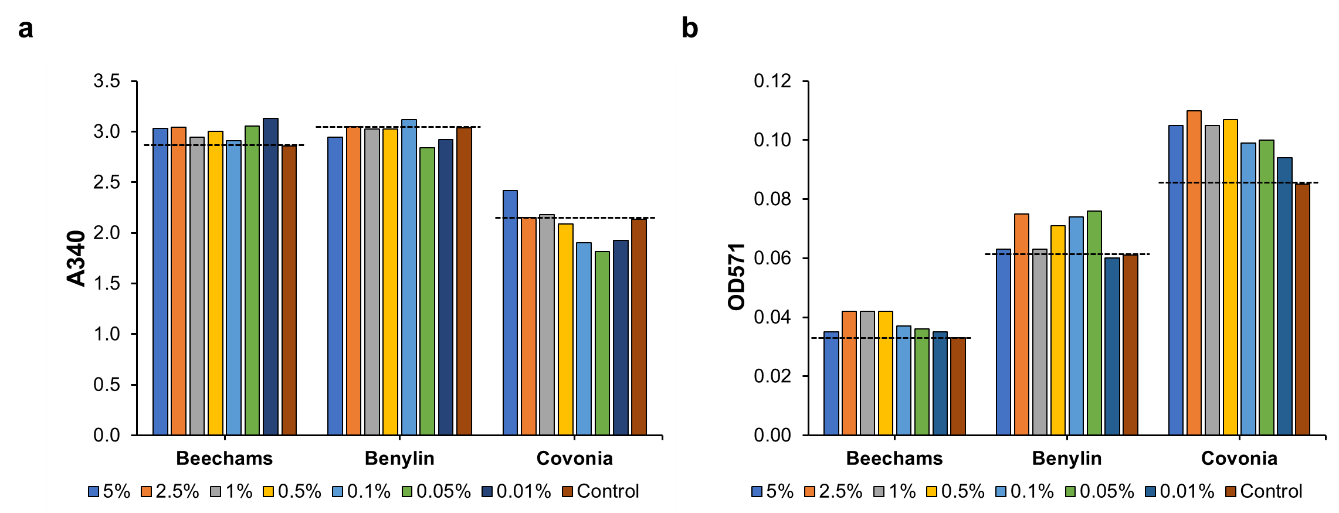 a
3.5
3.0
2.5
2.0
1.5
1.0
0.5
0.0
A340
Beechams Benylin Covonia
5% 2.5% 1% 0.5% 0.1% 0.05% 0.01% Control
b
0.12
0.10
0.08
0.06
0.04
0.02
0.00
OD571
Beechams Benylin Covonia
5% 2.5% 1% 0.5% 0.1% 0.05% 0.01% Control